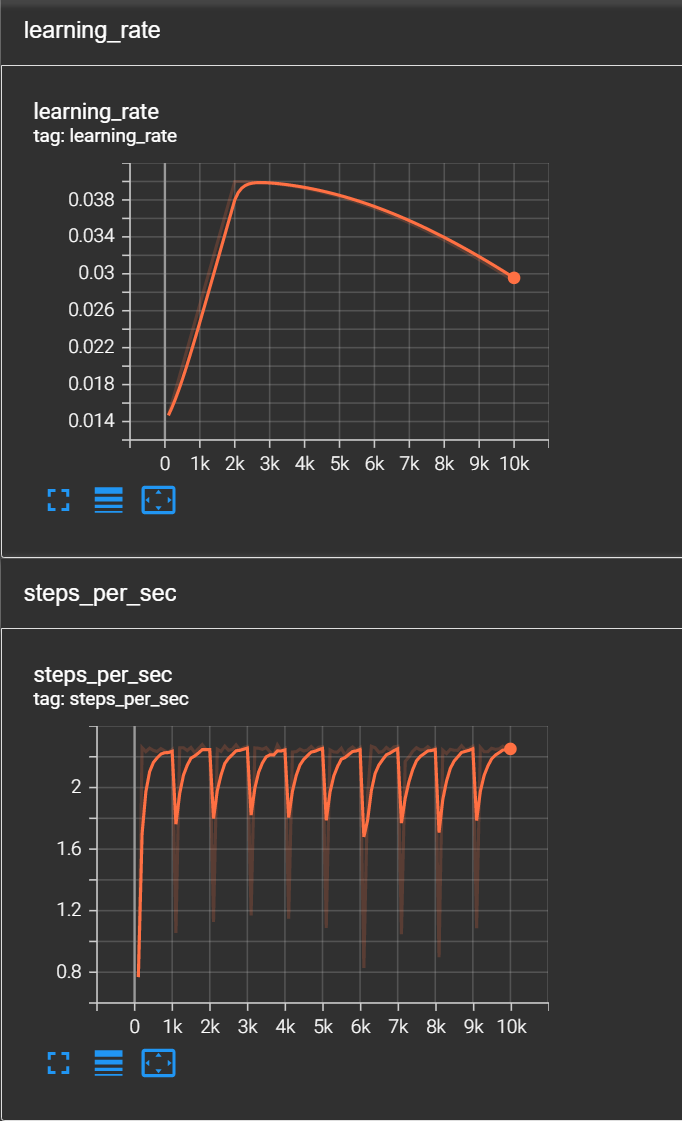 learning_rate
learning_rate
tag: learning_rate
0.038
0.034
0.03
0.026
0.022
0.018
0.014
0 1k 2k 3k 4k 5k 6k 7k 8k 9k 10k
steps_per_sec
steps_per_sec
tag: steps_per_sec
2
1.6
1.2
0.8
0 1k 2k 3k 4k 5k 6k 7k 8k 9k 10k